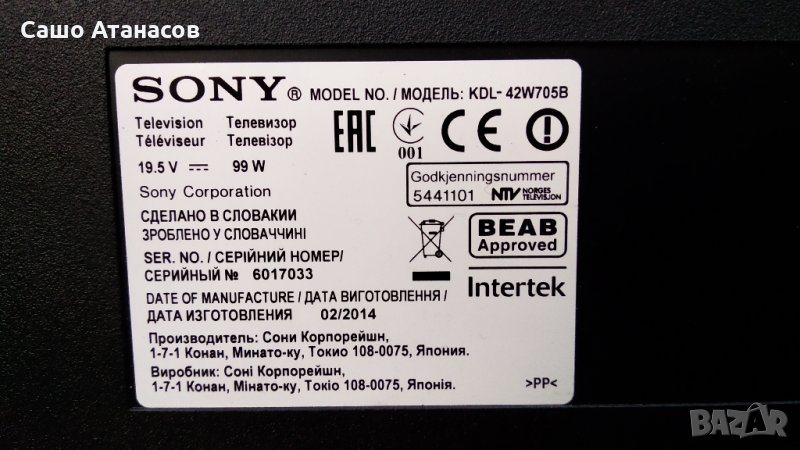 Сашо Атанасов
SONY® MODEL NO. / МОДЕЛЬ: KDL- 42W705B
Television Телевизор
Téléviseur Телевізор
19.5 V ⎓ 99 W
Sony Corporation
EAC
001
CE
Godkjenningsnummer
5441101 NTV NORGES TELEVISJON
СДЕЛАНО В СЛОВАКИИ
ЗРОБЛЕНО У СЛОВАЧЧИНІ
SER. NO. / СЕРІЙНИЙ НОМЕР/
СЕРИЙНЫЙ № 6017033
BEAB
Approved
Intertek
DATE OF MANUFACTURE / ДАТА ВИГОТОВЛЕННЯ /
ДАТА ИЗГОТОВЛЕНИЯ 02/2014
Производитель: Сони Корпорейшн,
1-7-1 Конан, Минато-ку, Токио 108-0075, Япония.
Виробник: Соні Корпорейшн,
1-7-1 Конан, Мінато-ку, Токіо 108-0075, Японія.
>PP<
BAZAR